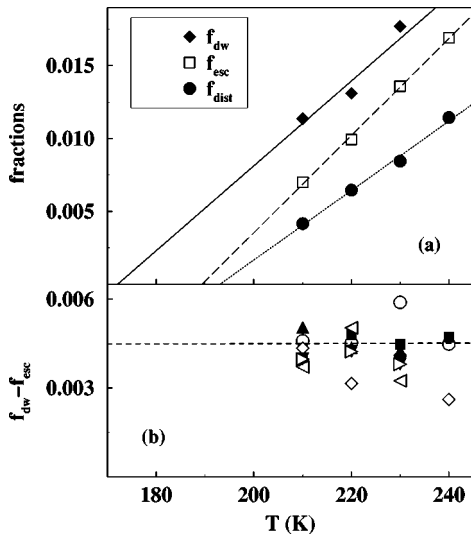 f_dw
f_esc
f_dist
0.015
0.010
0.005
fractions
(a)
0.006
0.003
f_dw−f_esc
(b)
180 200 220 240
T (K)